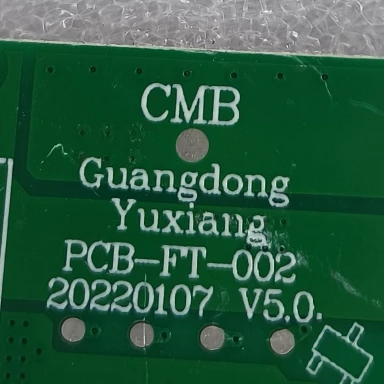 CMB
Guangdong
Yuxiang
PCB-FT-002
20220107 V5.0.